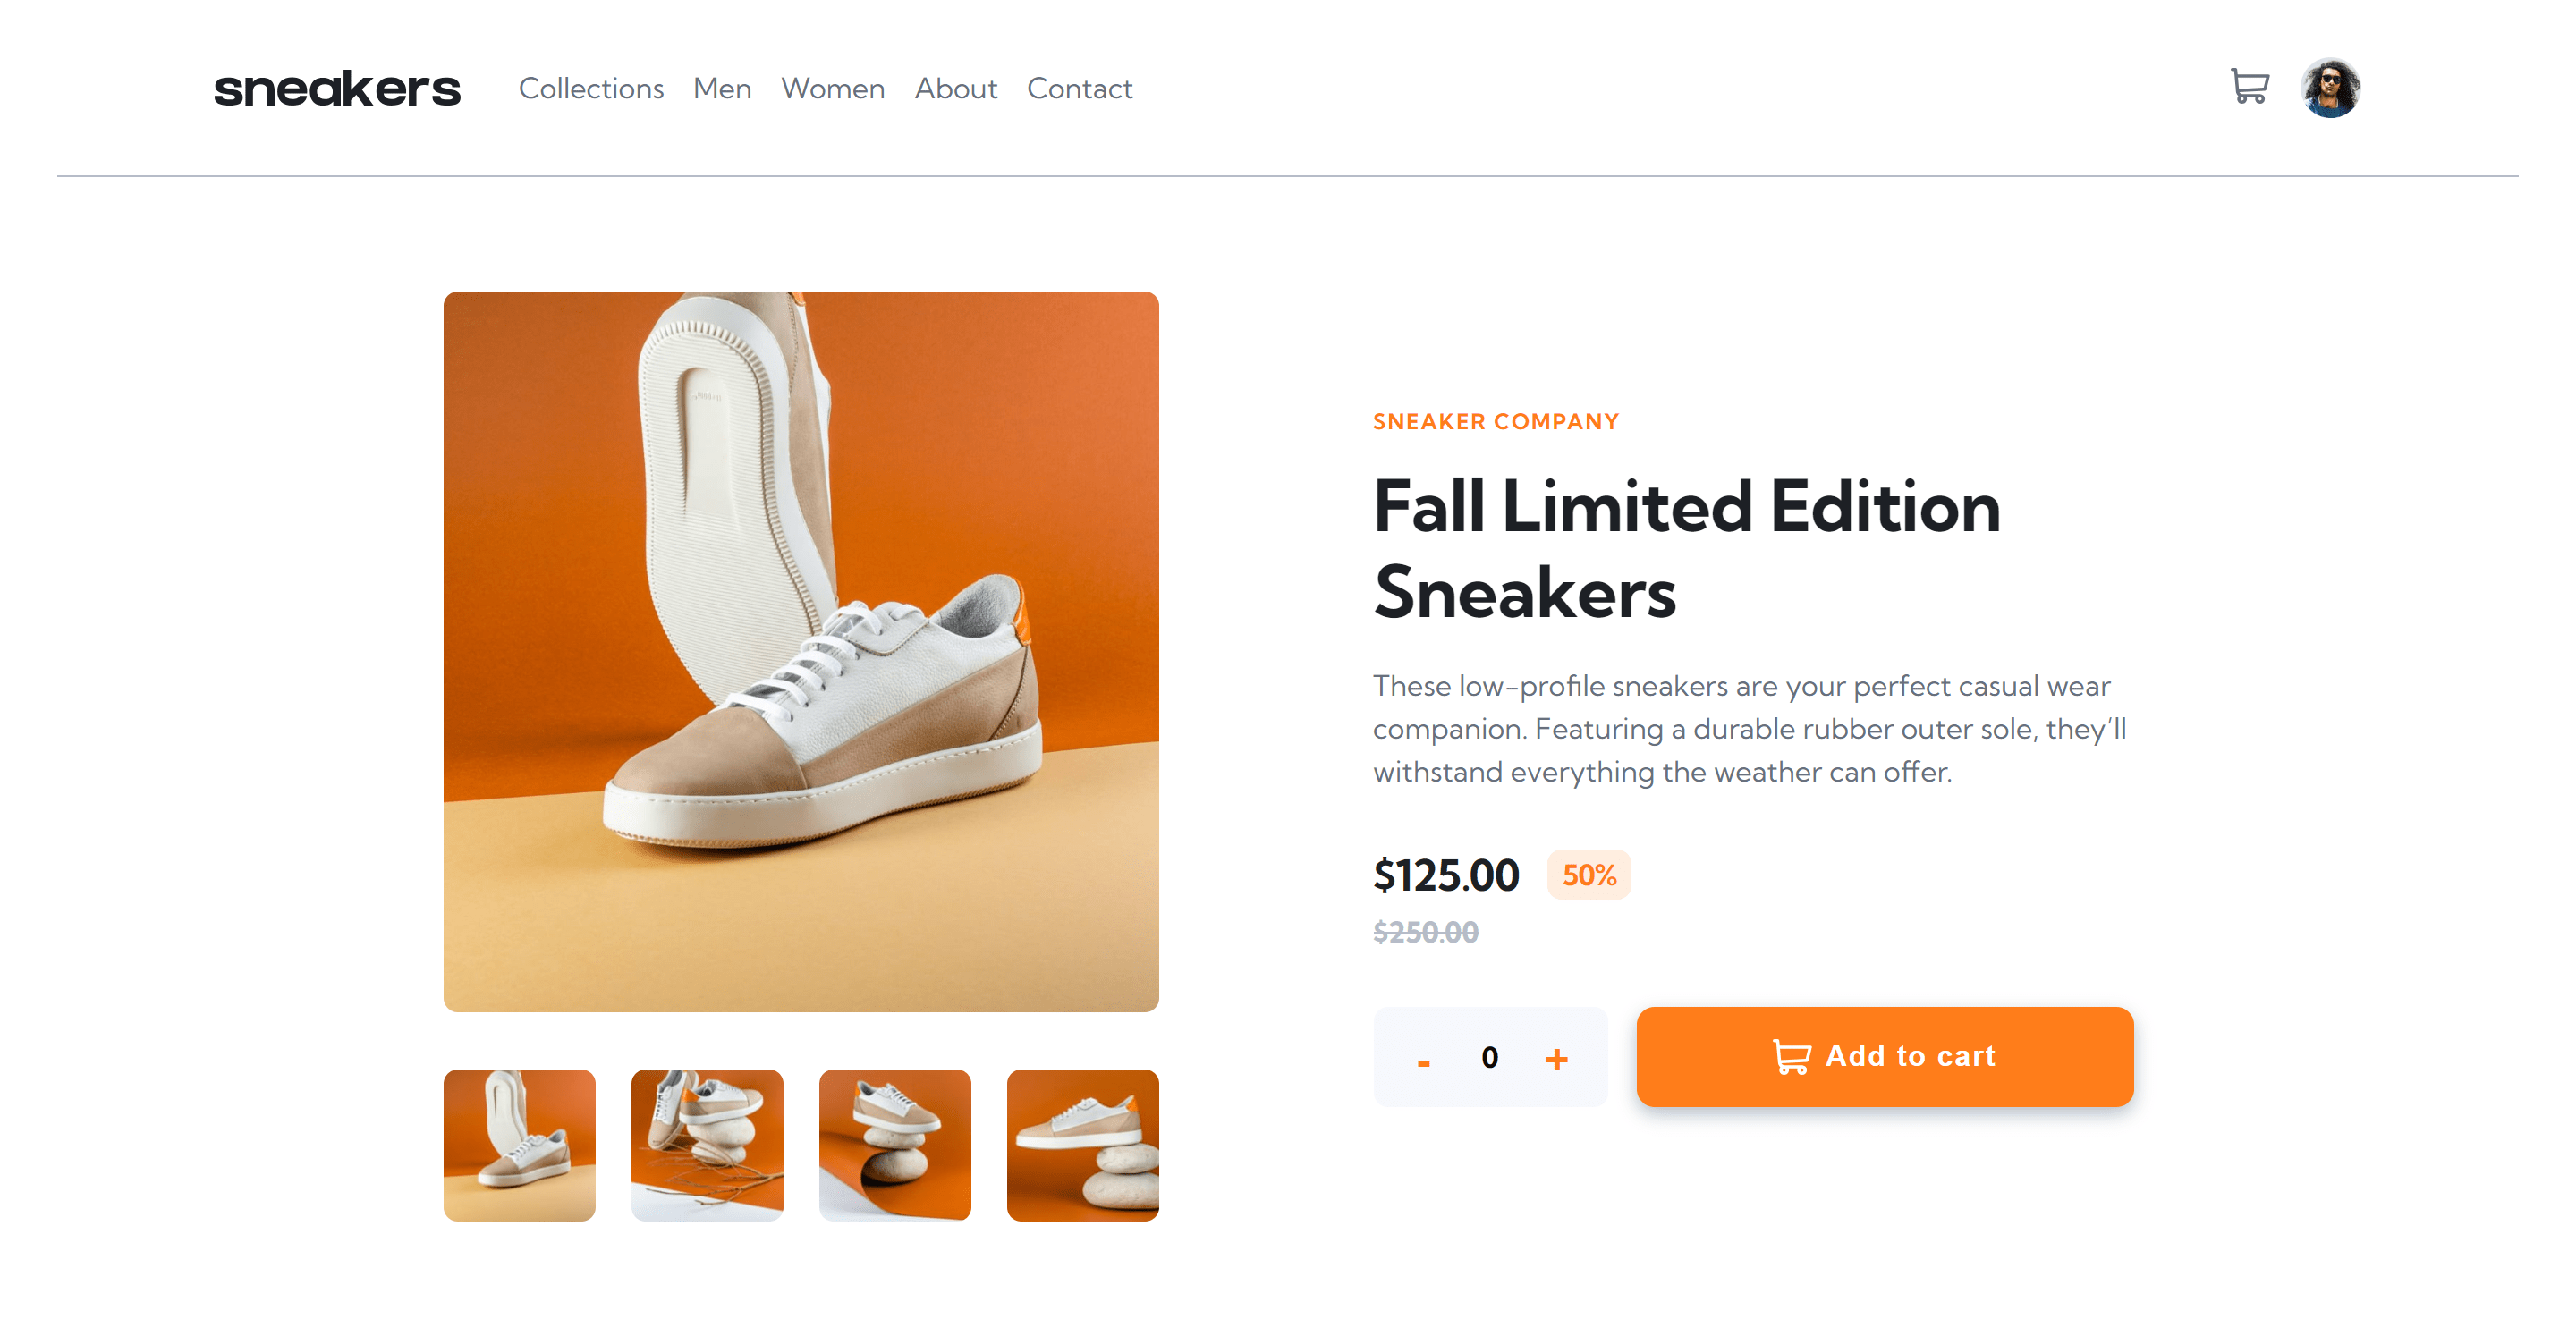 sneakers Collections Men Women About Contact
SNEAKER COMPANY
Fall Limited Edition
Sneakers
These low-profile sneakers are your perfect casual wear
companion. Featuring a durable rubber outer sole, they’ll
withstand everything the weather can offer.
$125.00 50%
$250.00
- 0 + Add to cart